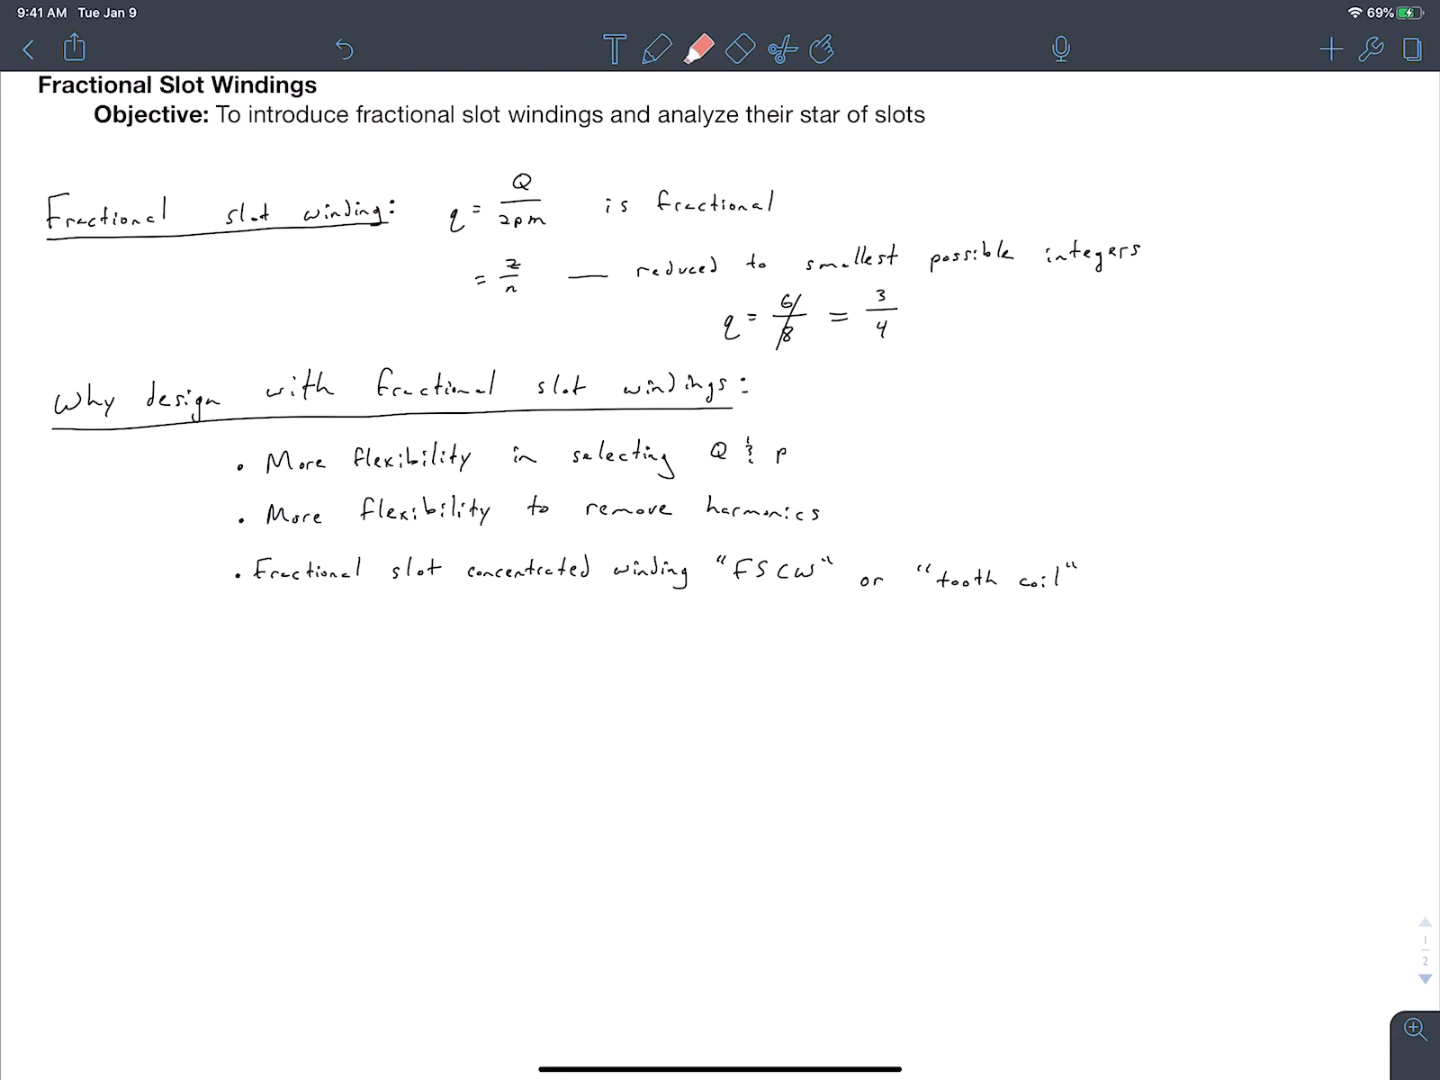 9:41 AM Tue Jan 9
69%
Fractional Slot Windings
Objective: To introduce fractional slot windings and analyze their star of slots
Fractional slot winding: q = Q/2pm is fractional
= z/n — reduced to smallest possible integers
q = 6/8 = 3/4
Why design with fractional slot windings:
• More flexibility in selecting Q & p
• More flexibility to remove harmonics
• Fractional slot concentrated winding "FSCW" or "tooth coil"
1
2